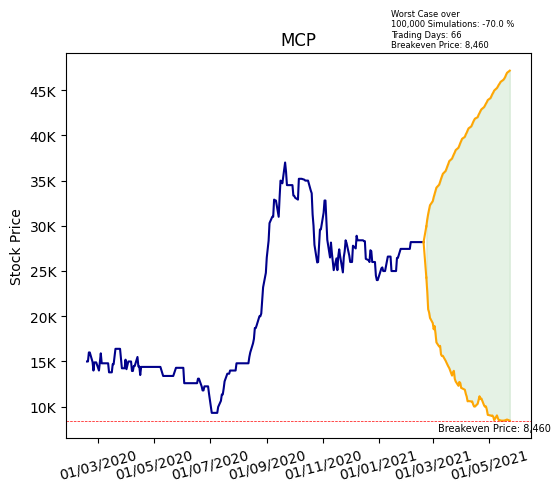 Worst Case over
100,000 Simulations: -70.0 %
Trading Days: 66
Breakeven Price: 8,460
MCP
Stock Price
45K
40K
35K
30K
25K
20K
15K
10K
Breakeven Price: 8,460
01/03/2020
01/05/2020
01/07/2020
01/09/2020
01/11/2020
01/01/2021
01/03/2021
01/05/2021